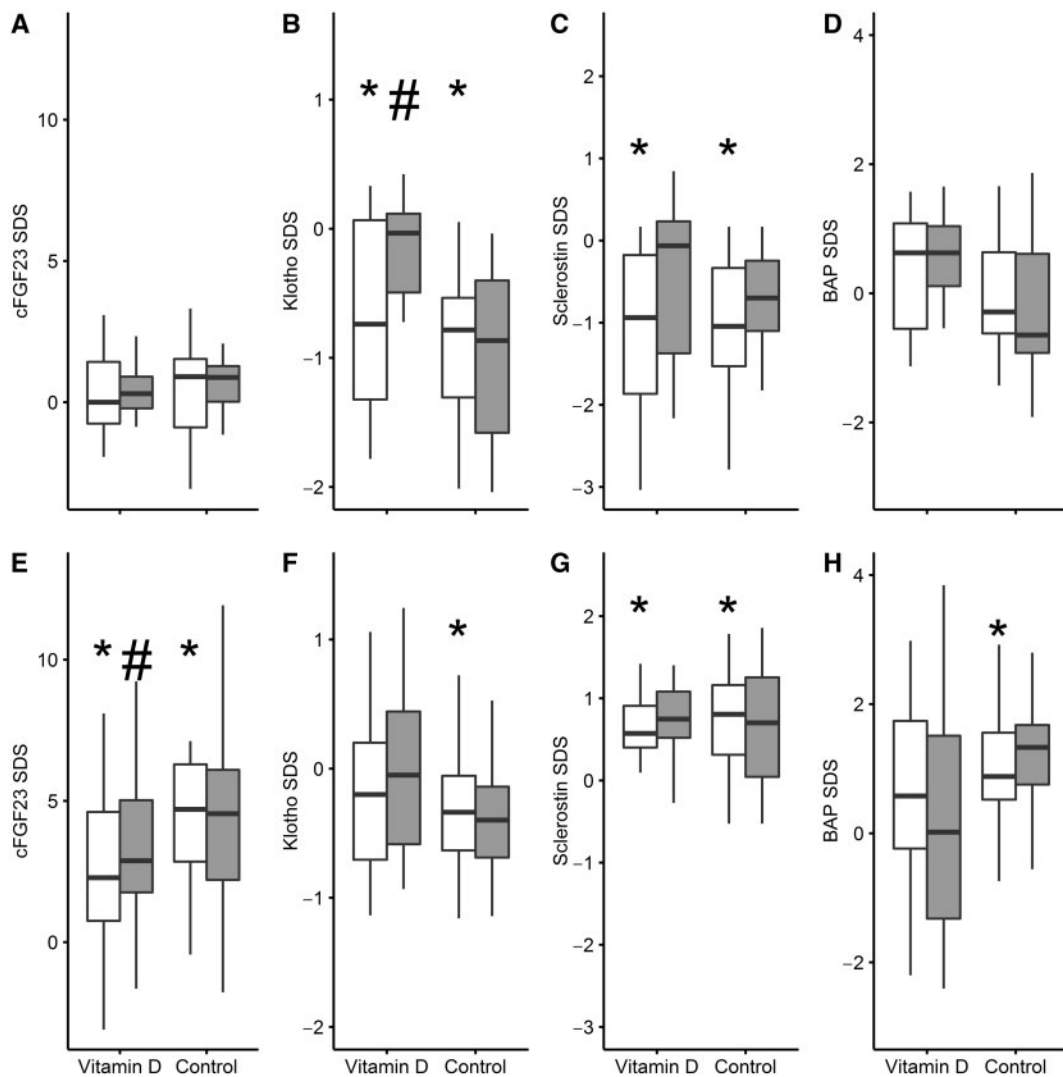 A
B
C
D
cFGF23 SDS
10
5
0
Klotho SDS
1
0
−1
−2
* # *
Sclerostin SDS
2
1
0
−1
−2
−3
* *
BAP SDS
4
2
0
−2
E
F
G
H
cFGF23 SDS
10
5
0
* # *
Klotho SDS
1
0
−1
−2
*
Sclerostin SDS
2
1
0
−1
−2
−3
* *
BAP SDS
4
2
0
−2
*
Vitamin D Control
Vitamin D Control
Vitamin D Control
Vitamin D Control